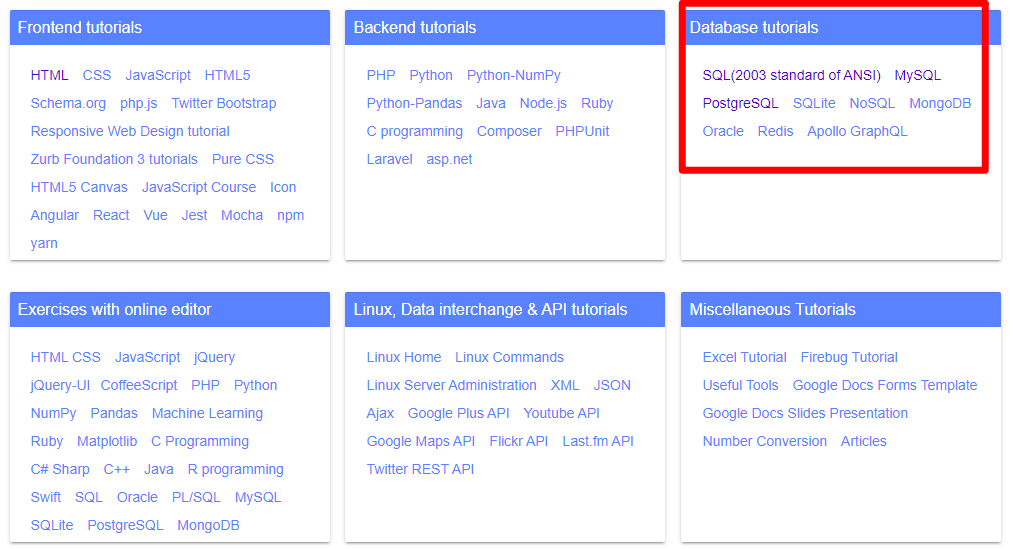 Frontend tutorials
HTML CSS JavaScript HTML5
Schema.org php.js Twitter Bootstrap
Responsive Web Design tutorial
Zurb Foundation 3 tutorials Pure CSS
HTML5 Canvas JavaScript Course Icon
Angular React Vue Jest Mocha npm
yarn
Backend tutorials
PHP Python Python-NumPy
Python-Pandas Java Node.js Ruby
C programming Composer PHPUnit
Laravel asp.net
Database tutorials
SQL(2003 standard of ANSI) MySQL
PostgreSQL SQLite NoSQL MongoDB
Oracle Redis Apollo GraphQL
Exercises with online editor
HTML CSS JavaScript jQuery
jQuery-UI CoffeeScript PHP Python
NumPy Pandas Machine Learning
Ruby Matplotlib C Programming
C# Sharp C++ Java R programming
Swift SQL Oracle PL/SQL MySQL
SQLite PostgreSQL MongoDB
Linux, Data interchange & API tutorials
Linux Home Linux Commands
Linux Server Administration XML JSON
Ajax Google Plus API Youtube API
Google Maps API Flickr API Last.fm API
Twitter REST API
Miscellaneous Tutorials
Excel Tutorial Firebug Tutorial
Useful Tools Google Docs Forms Template
Google Docs Slides Presentation
Number Conversion Articles